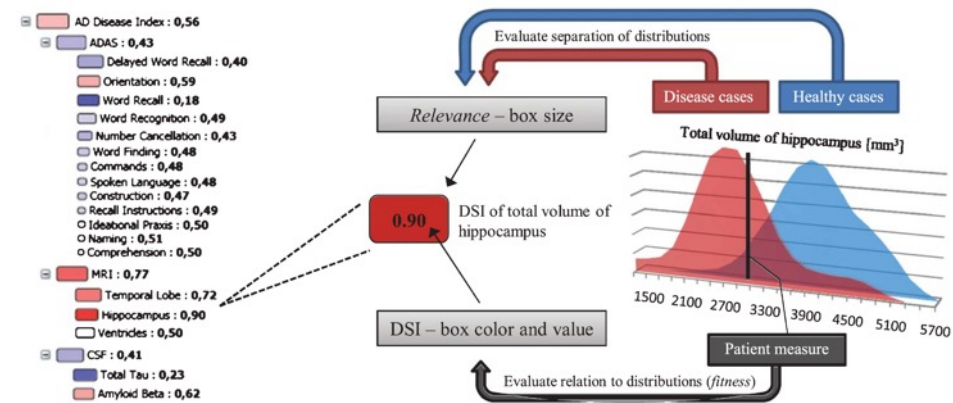 AD Disease Index : 0,56
ADAS : 0,43
Delayed Word Recall : 0,40
Orientation : 0,59
Word Recall : 0,18
Word Recognition : 0,49
Number Cancellation : 0,43
Word Finding : 0,48
Commands : 0,48
Spoken Language : 0,48
Construction : 0,47
Recall Instructions : 0,49
Ideational Praxis : 0,50
Naming : 0,51
Comprehension : 0,50
MRI : 0,77
Temporal Lobe : 0,72
Hippocampus : 0,90
Ventricles : 0,50
CSF : 0,41
Total Tau : 0,23
Amyloid Beta : 0,62
Evaluate separation of distributions
Relevance – box size
0.90
DSI of total volume of
hippocampus
DSI – box color and value
Evaluate relation to distributions (fitness)
Disease cases
Healthy cases
Total volume of hippocampus [mm³]
1500 2100 2700 3300 3900 4500 5100 5700
Patient measure